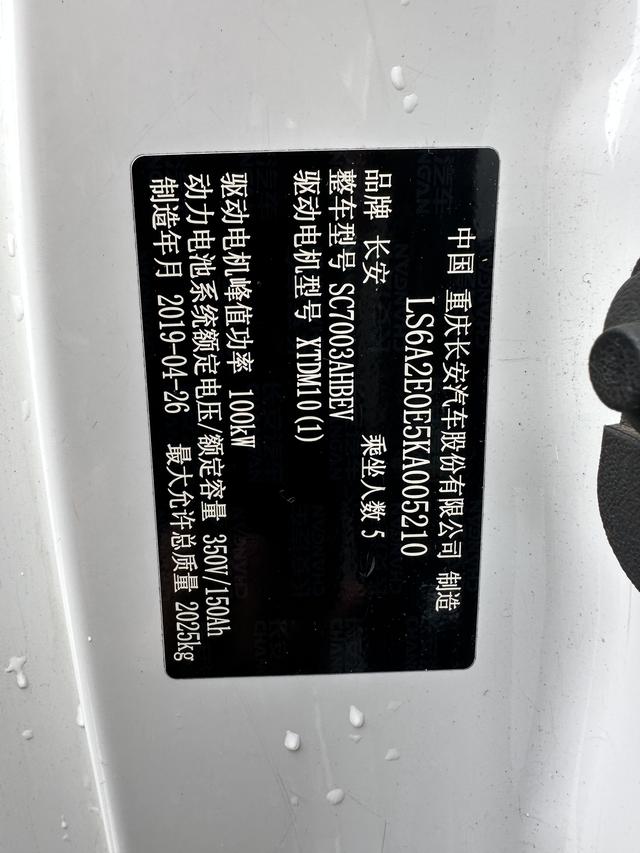 中国 重庆长安汽车股份有限公司 制造
LS6A2E0E5KA005210
品牌 长安 乘坐人数 5
整车型号 SC7003AHBEV
驱动电机型号 XTDM10(1)
驱动电机峰值功率 100kW
动力电池系统额定电压/额定容量 350V/150Ah
制造年月 2019-04-26 最大允许总质量 2025kg